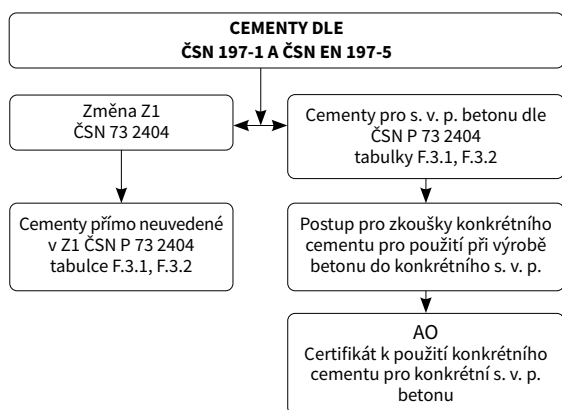 CEMENTY DLE
ČSN 197-1 A ČSN EN 197-5
Změna Z1
ČSN 73 2404
Cementy pro s. v. p. betonu dle
ČSN P 73 2404
tabulky F.3.1, F.3.2
Cementy přímo neuvedené
v Z1 ČSN P 73 2404
tabulce F.3.1, F.3.2
Postup pro zkoušky konkrétního
cementu pro použití při výrobě
betonu do konkrétního s. v. p.
AO
Certifikát k použití konkrétního
cementu pro konkrétní s. v. p.
betonu